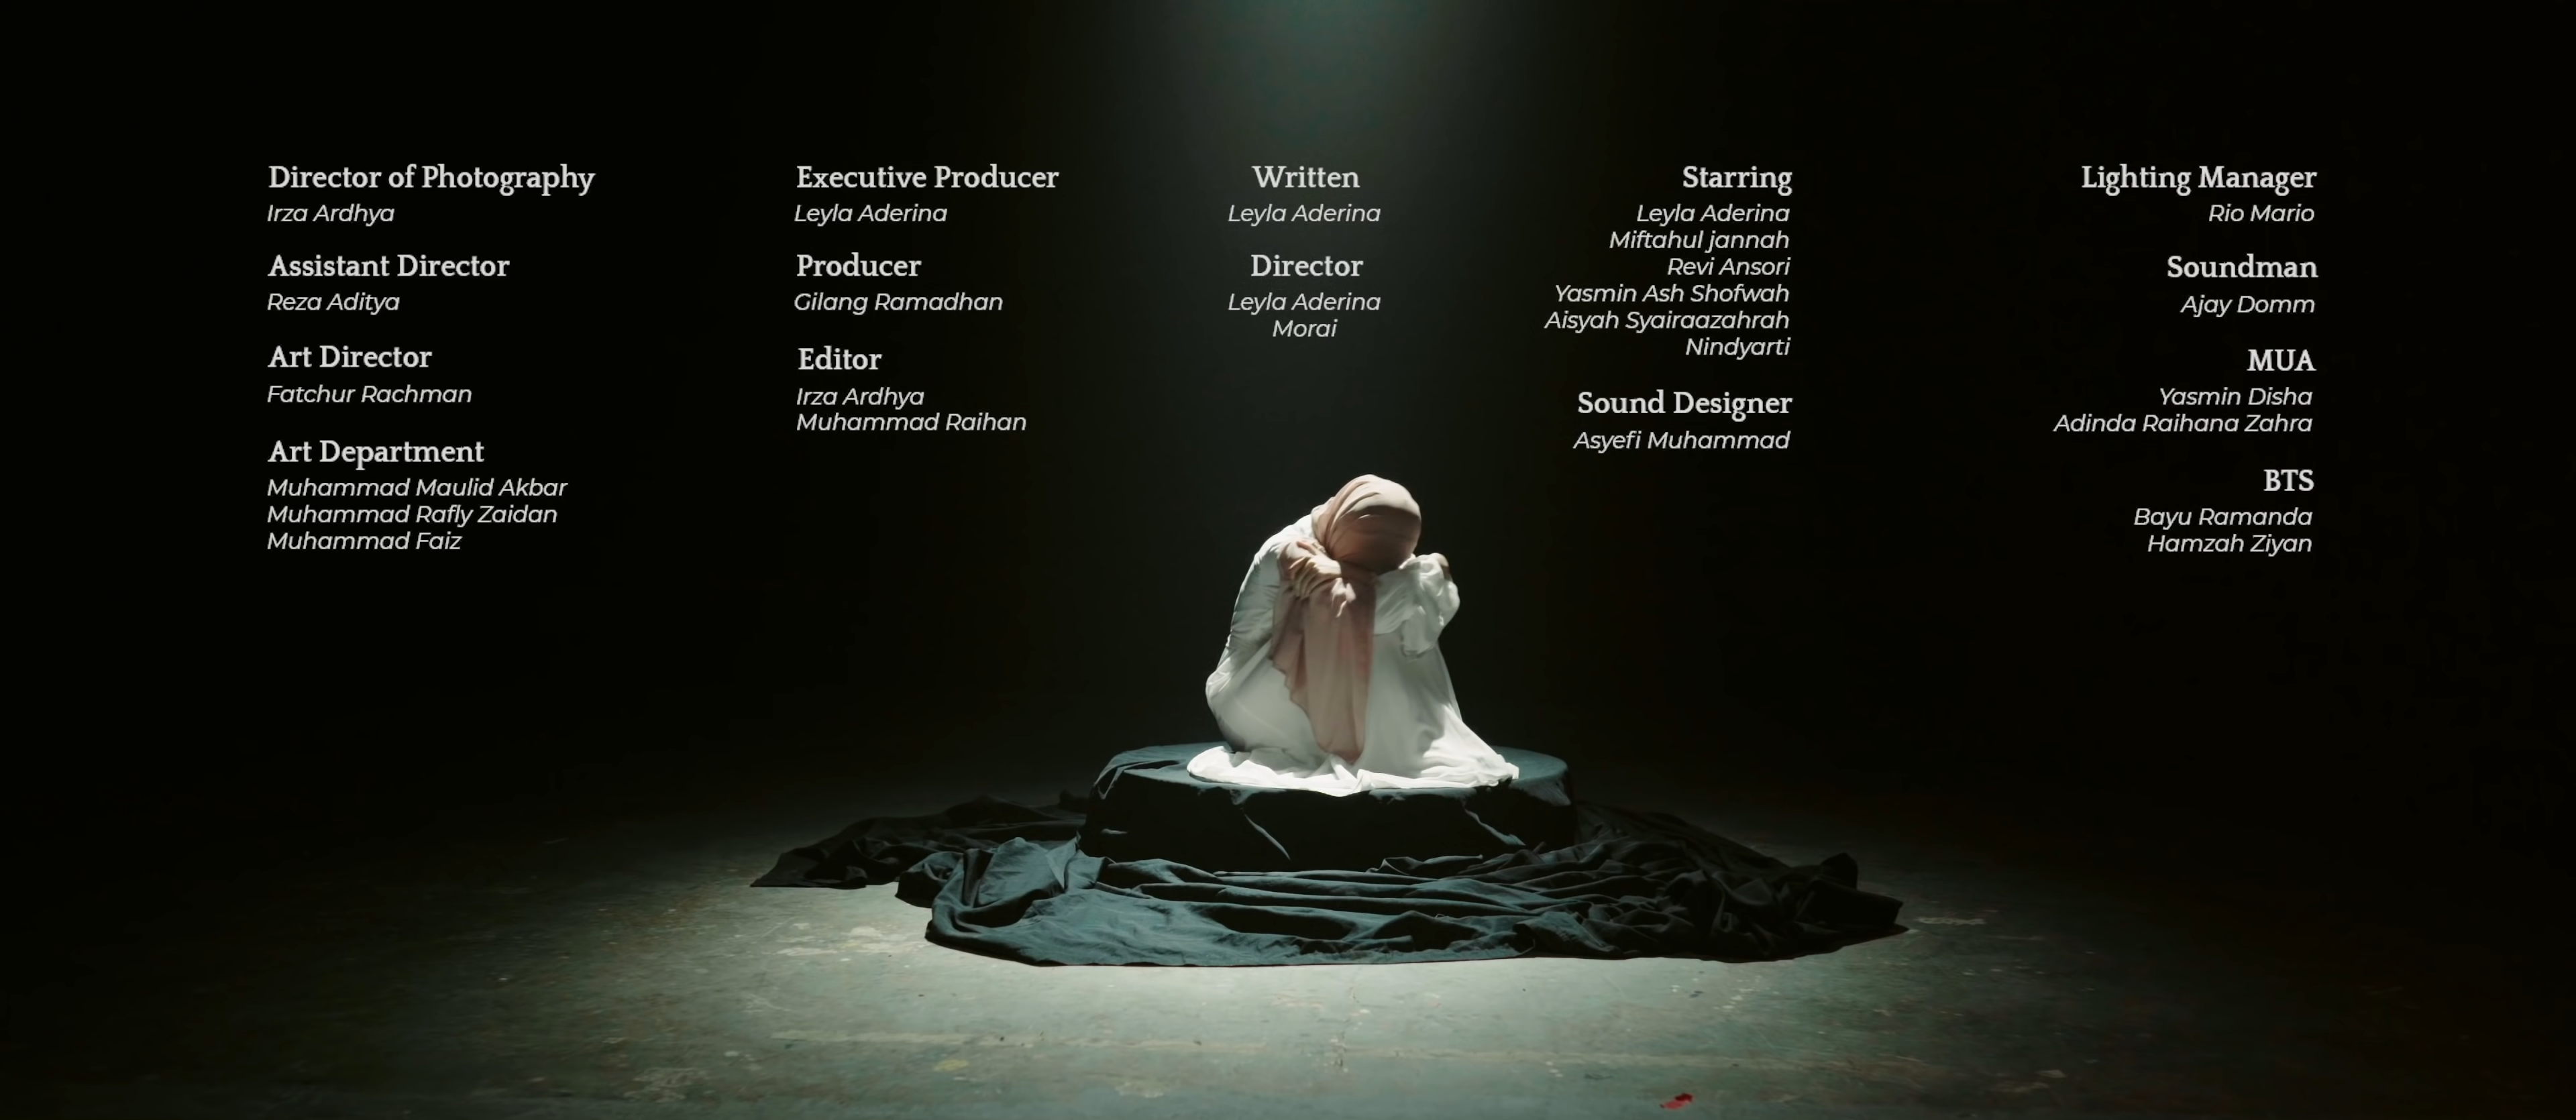 Director of Photography
Irza Ardhya
Assistant Director
Reza Aditya
Art Director
Fatchur Rachman
Art Department
Muhammad Maulid Akbar
Muhammad Rafly Zaidan
Muhammad Faiz
Executive Producer
Leyla Aderina
Producer
Gilang Ramadhan
Editor
Irza Ardhya
Muhammad Raihan
Written
Leyla Aderina
Director
Leyla Aderina
Morai
Starring
Leyla Aderina
Miftahul jannah
Revi Ansori
Yasmin Ash Shofwah
Aisyah Syairaazahrah
Nindyarti
Sound Designer
Asyefi Muhammad
Lighting Manager
Rio Mario
Soundman
Ajay Domm
MUA
Yasmin Disha
Adinda Raihana Zahra
BTS
Bayu Ramanda
Hamzah Ziyan